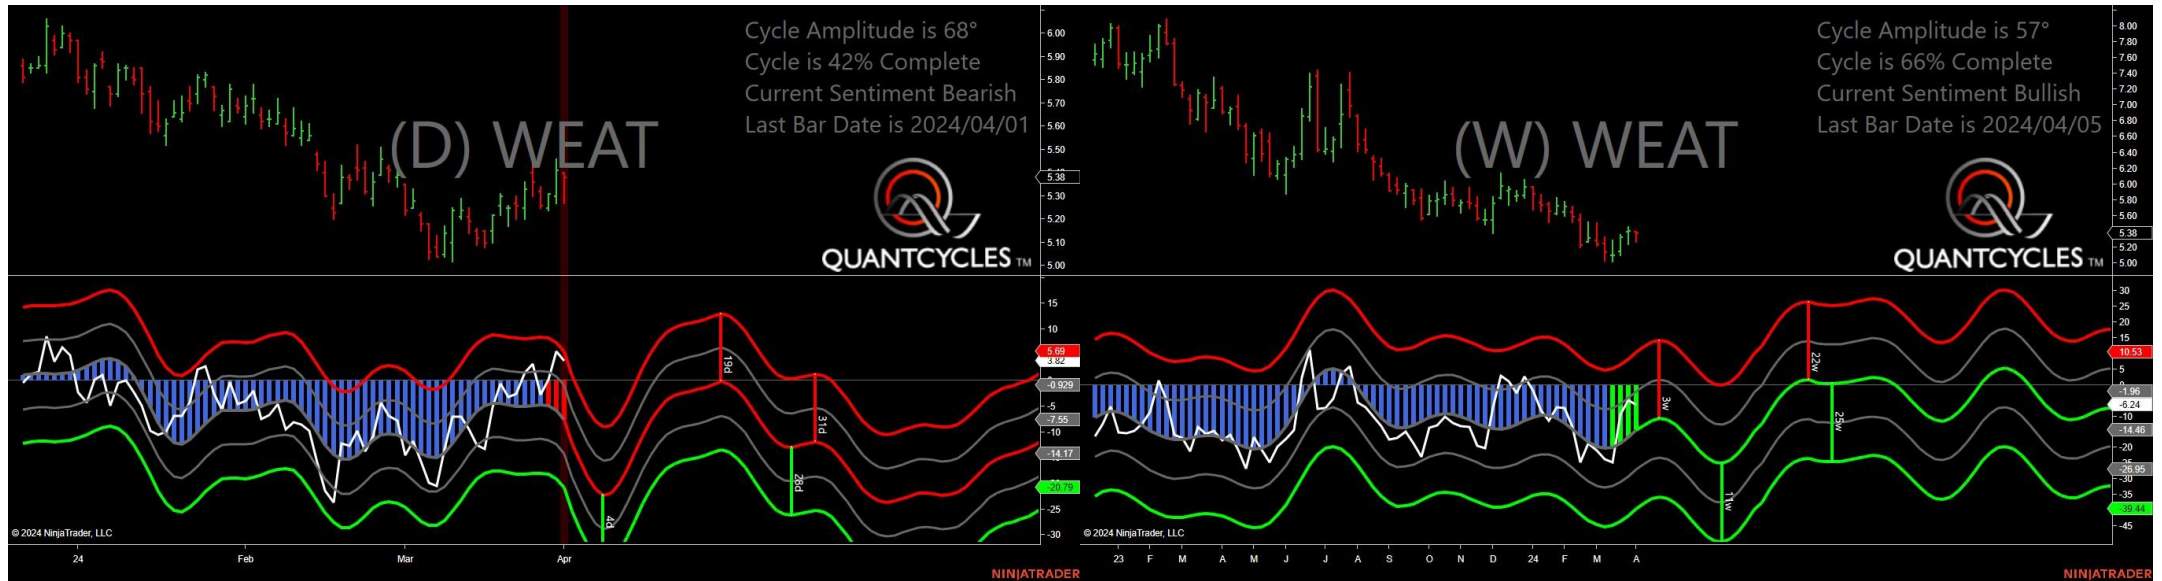 Cycle Amplitude is 68°
Cycle is 42% Complete
Current Sentiment Bearish
Last Bar Date is 2024/04/01
(D) WEAT
QUANTCYCLES TM
6.00
5.90
5.80
5.70
5.60
5.50
5.38
5.30
5.20
5.10
5.00
15
10
5.69
3.82
-0.929
-5
-7.55
-10
-14.17
-20.79
-25
-30
19d
31d
28d
4d
© 2024 NinjaTrader, LLC
24
Feb
Mar
Apr
NINJATRADER
Cycle Amplitude is 57°
Cycle is 66% Complete
Current Sentiment Bullish
Last Bar Date is 2024/04/05
(W) WEAT
QUANTCYCLES TM
8.00
7.80
7.60
7.40
7.20
7.00
6.80
6.60
6.40
6.20
6.00
5.80
5.60
5.38
5.20
5.00
30
25
20
15
10.53
5
-1.96
-6.24
-10
-14.46
-20
-26.95
-30
-35
-39.44
-45
3w
22w
25w
11w
© 2024 NinjaTrader, LLC
23
F
M
A
M
J
J
A
S
O
N
D
24
F
M
A
NINJATRADER